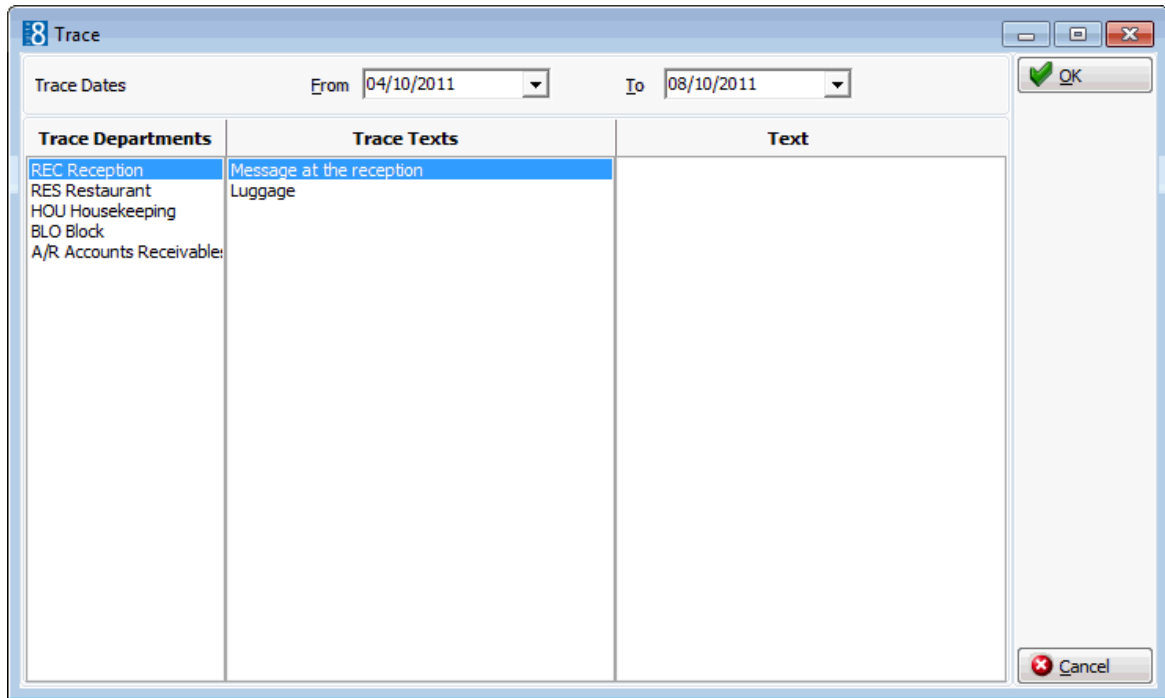 8 Trace
Trace Dates From 04/10/2011 To 08/10/2011 OK
Trace Departments Trace Texts Text
REC Reception Message at the reception
RES Restaurant Luggage
HOU Housekeeping
BLO Block
A/R Accounts Receivable
Cancel